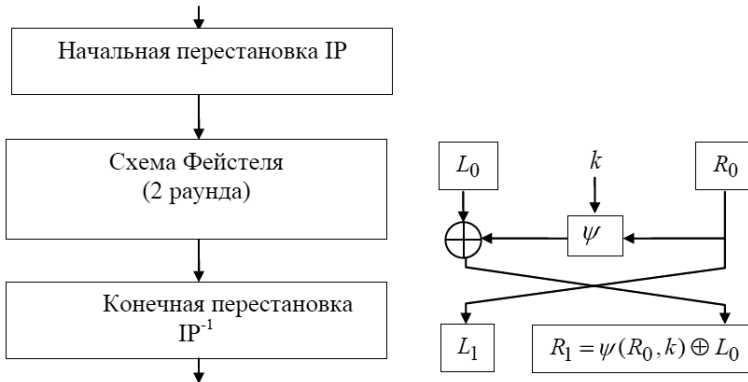 Начальная перестановка IP
Схема Фейстеля
(2 раунда)
Конечная перестановка
IP⁻¹
L₀
k
R₀
ψ
L₁
R₁ = ψ(R₀, k) ⊕ L₀